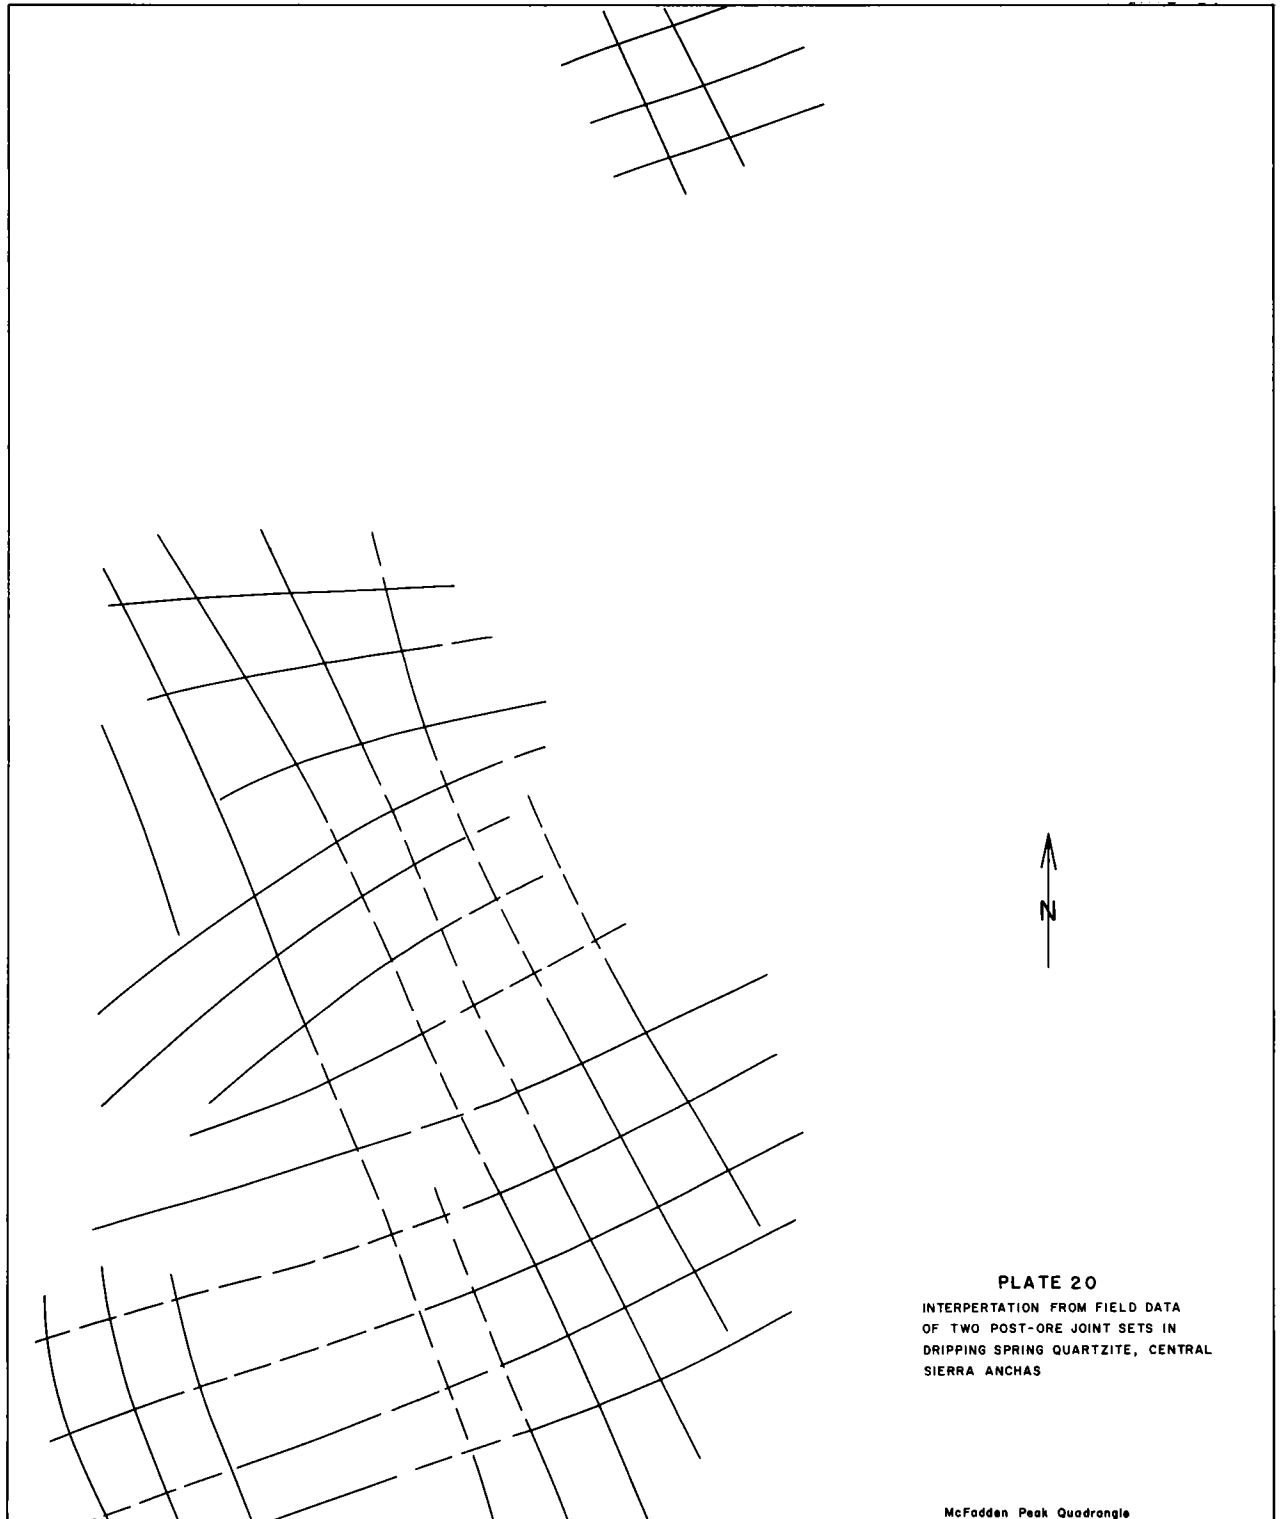 N
PLATE 20
INTERPERTATION FROM FIELD DATA
OF TWO POST-ORE JOINT SETS IN
DRIPPING SPRING QUARTZITE, CENTRAL
SIERRA ANCHAS
McFadden Peak Quadrangle